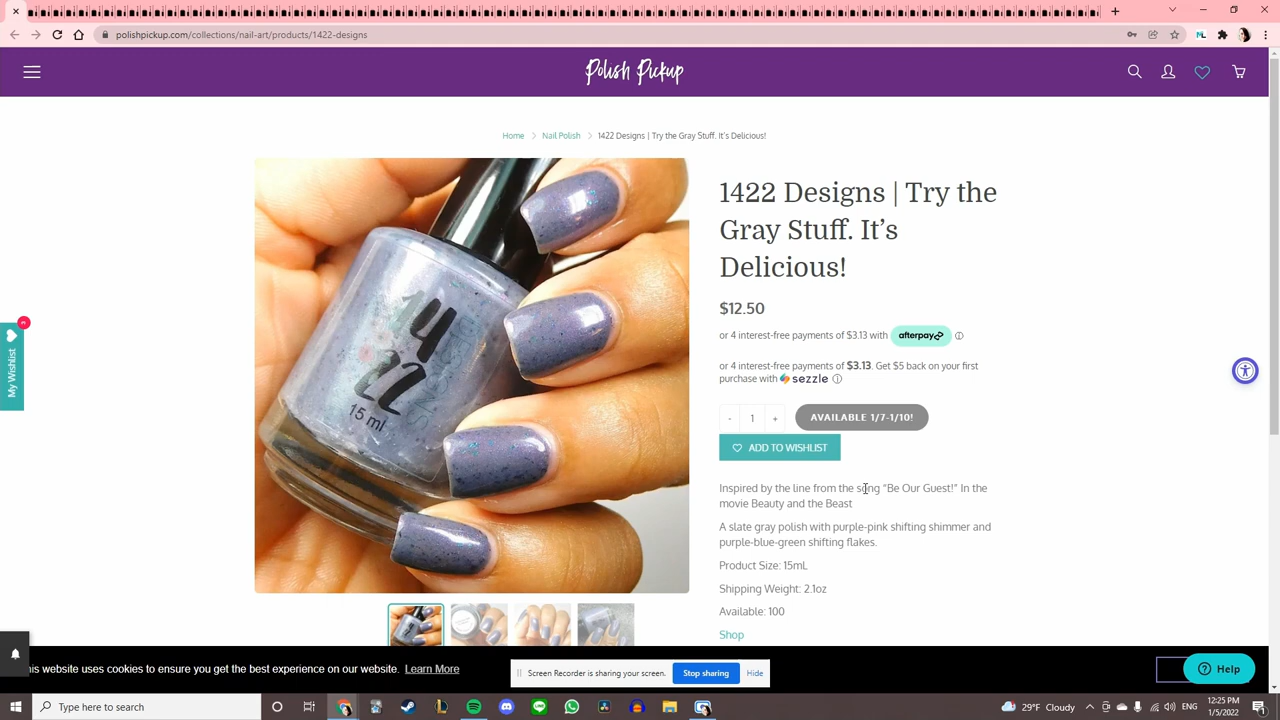 polishpickup.com/collections/nail-art/products/1422-designs
Polish Pickup
Home
Nail Polish
1422 Designs | Try the Gray Stuff. It's Delicious!
14
22
15 ml
1422 Designs | Try the
Gray Stuff. It's
Delicious!
$12.50
or 4 interest-free payments of $3.13 with afterpay
or 4 interest-free payments of $3.13. Get $5 back on your first
purchase with sezzle
- 1 +
AVAILABLE 1/7-1/10!
ADD TO WISHLIST
My Wishlist
Inspired by the line from the song "Be Our Guest!" In the
movie Beauty and the Beast
A slate gray polish with purple-pink shifting shimmer and
purple-blue-green shifting flakes.
Product Size: 15mL
Shipping Weight: 2.1oz
Available: 100
Shop
his website uses cookies to ensure you get the best experience on our website. Learn More
Screen Recorder is sharing your screen. Stop sharing Hide
Help
Type here to search
29°F Cloudy
12:25 PM
1/5/2022